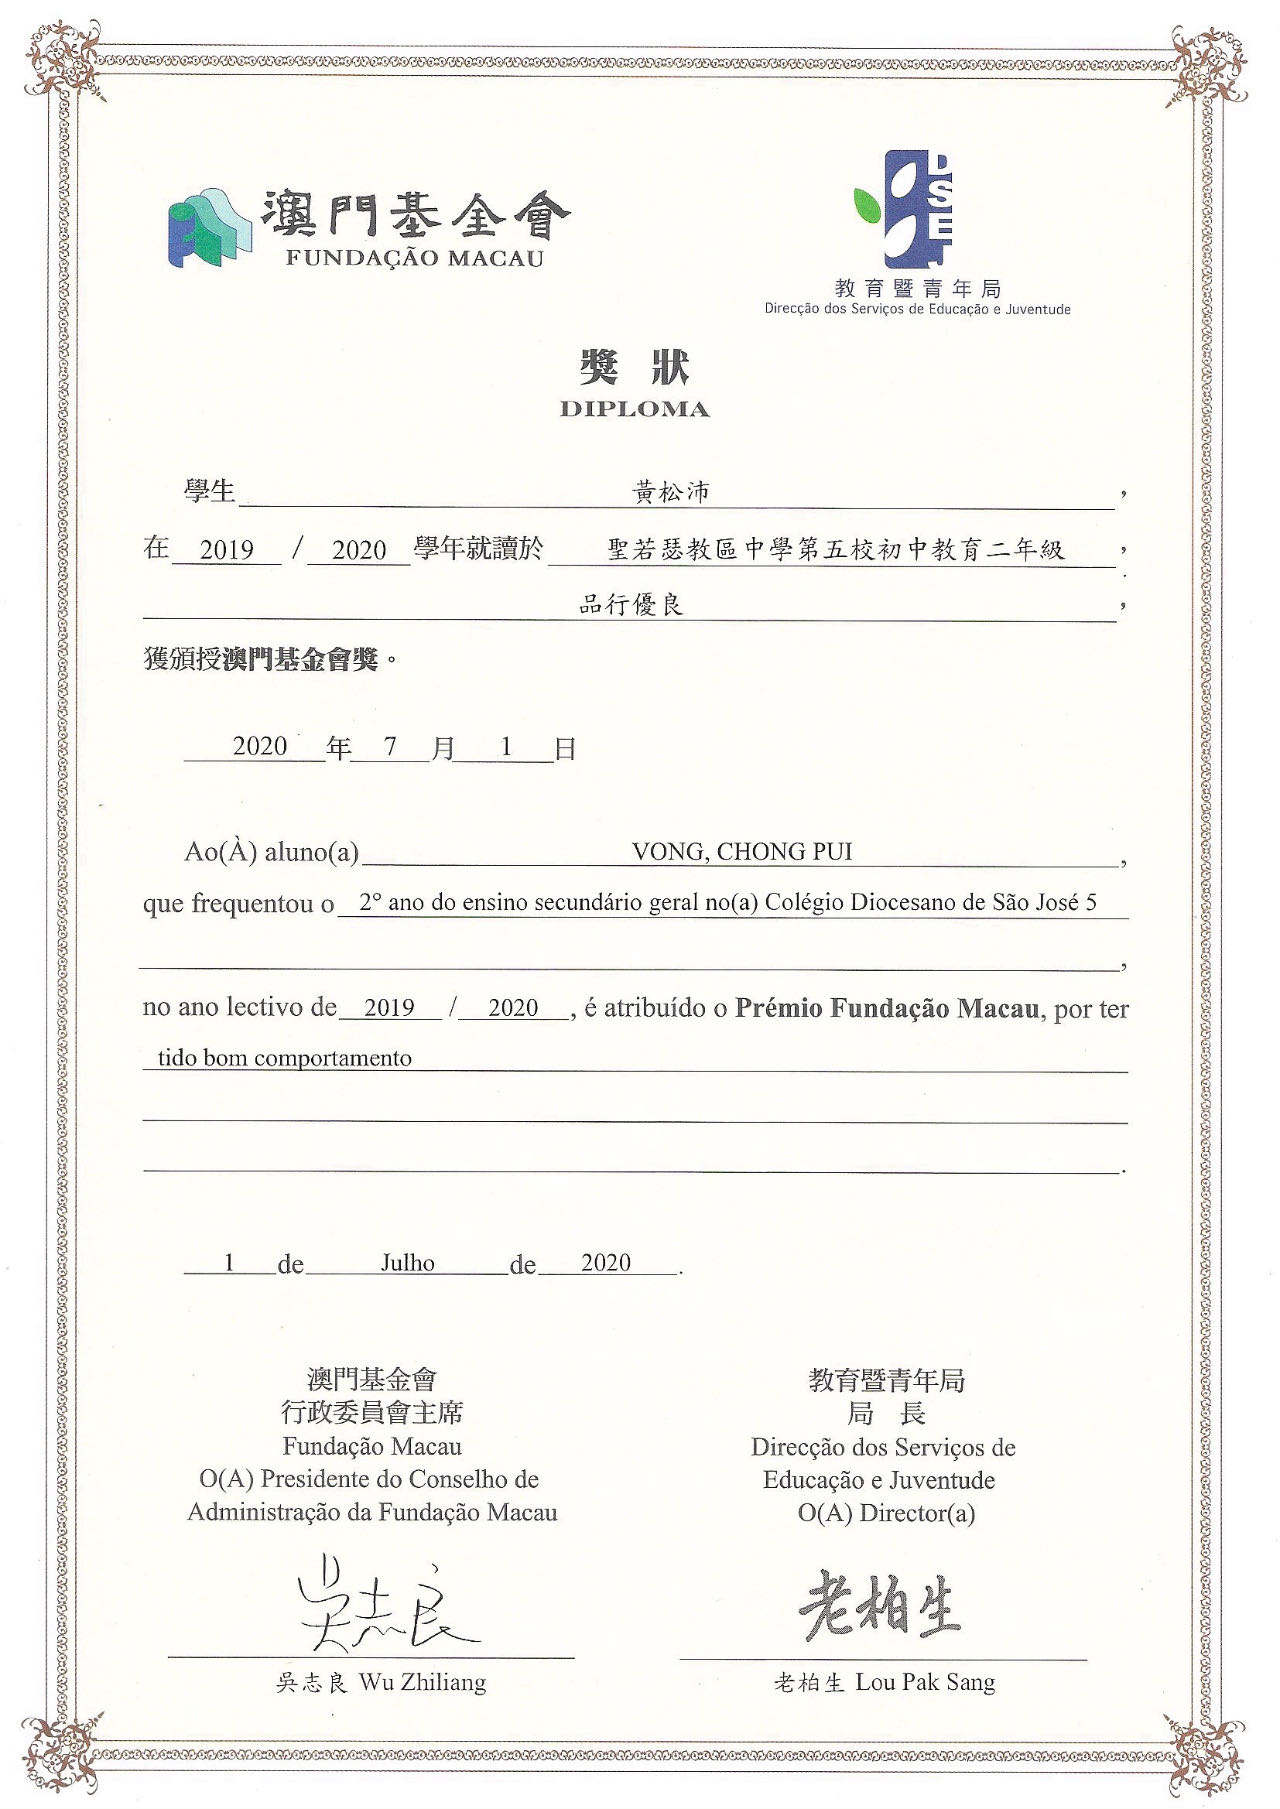 澳門基金會
FUNDAÇÃO MACAU
DSEJ
教育暨青年局
Direcção dos Serviços de Educação e Juventude
獎 狀
DIPLOMA
學生 黃松沛 ,
在 2019 / 2020 學年就讀於 聖若瑟教區中學第五校初中教育二年級 ,
品行優良 ,
獲頒授澳門基金會獎。
2020 年 7 月 1 日
Ao(À) aluno(a) VONG, CHONG PUI ,
que frequentou o 2º ano do ensino secundário geral no(a) Colégio Diocesano de São José 5
,
no ano lectivo de 2019 / 2020 , é atribuído o Prémio Fundação Macau, por ter
tido bom comportamento
.
1 de Julho de 2020 .
澳門基金會
行政委員會主席
Fundação Macau
O(A) Presidente do Conselho de
Administração da Fundação Macau
吳志良
吳志良 Wu Zhiliang
教育暨青年局
局 長
Direcção dos Serviços de
Educação e Juventude
O(A) Director(a)
老柏生
老柏生 Lou Pak Sang